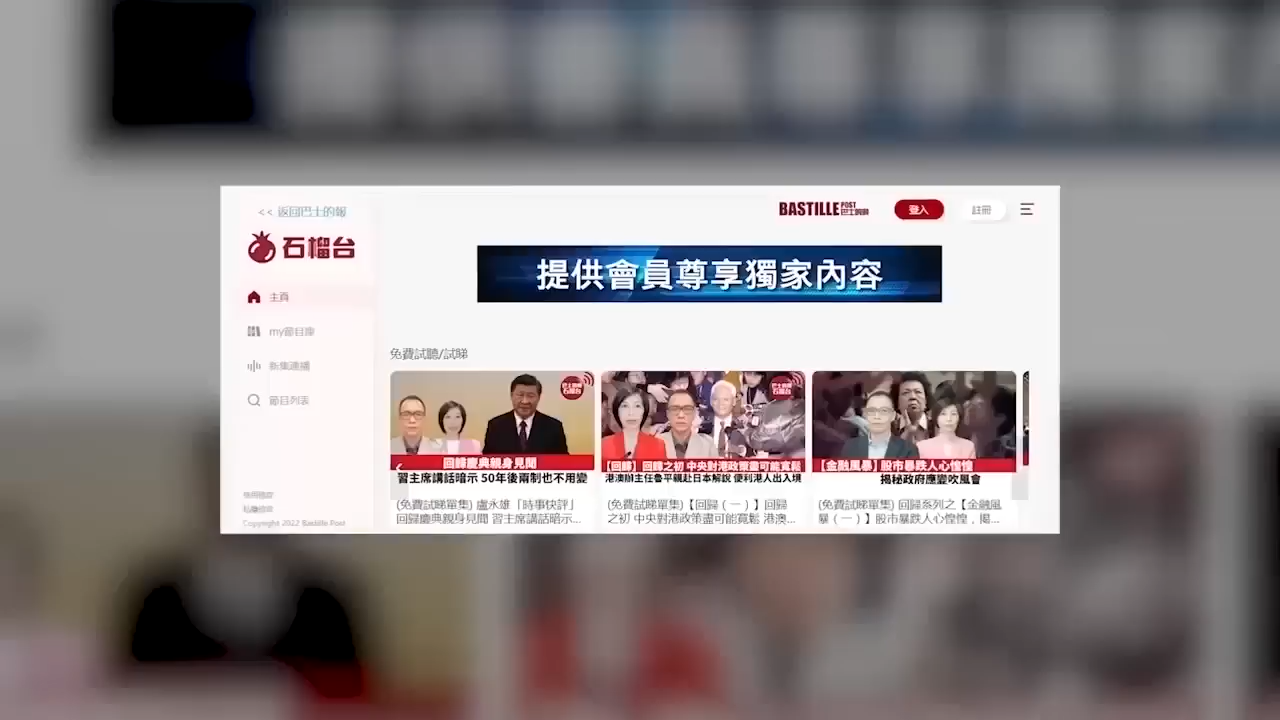 << 返回巴士的報
石榴台
主頁
my節目庫
新集連播
節目列表
Copyright 2022 Bastille Post
BASTILLE POST 巴士的報
登入
註冊
提供會員尊享獨家內容
免費試聽/試睇
回歸慶典親身見聞
習主席講話暗示 50年後兩制也不用變
(免費試睇單集) 盧永雄「時事快評」
回歸慶典親身見聞 習主席講話暗示...
【回歸】回歸之初 中央對港政策盡可能寬鬆
港澳辦主任魯平親赴日本解說 便利港人出入境
(免費試睇單集)【回歸（一）】回歸
之初 中央對港政策盡可能寬鬆 港澳...
【金融風暴】股市暴跌人心惶惶
揭秘政府應變吹風會
(免費試睇單集) 回歸系列之【金融風
暴（一）】股市暴跌人心惶惶，揭...